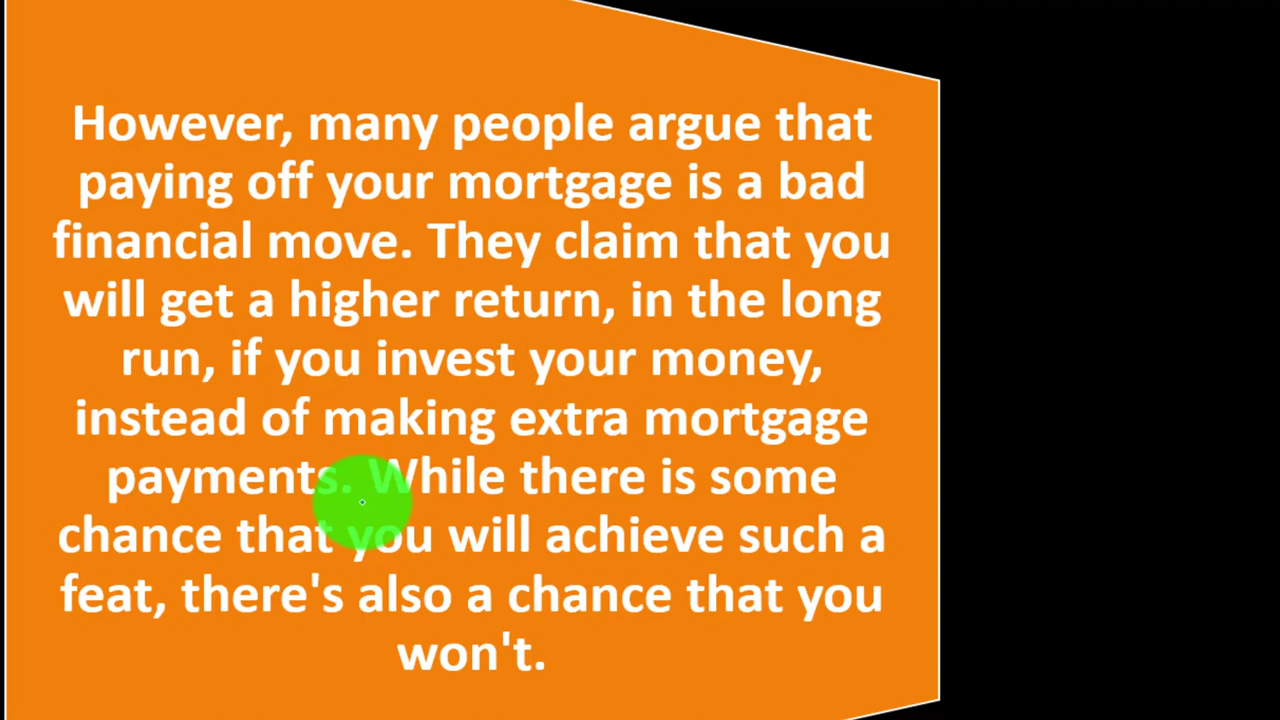 However, many people argue that
paying off your mortgage is a bad
financial move. They claim that you
will get a higher return, in the long
run, if you invest your money,
instead of making extra mortgage
payments. While there is some
chance that you will achieve such a
feat, there's also a chance that you
won't.